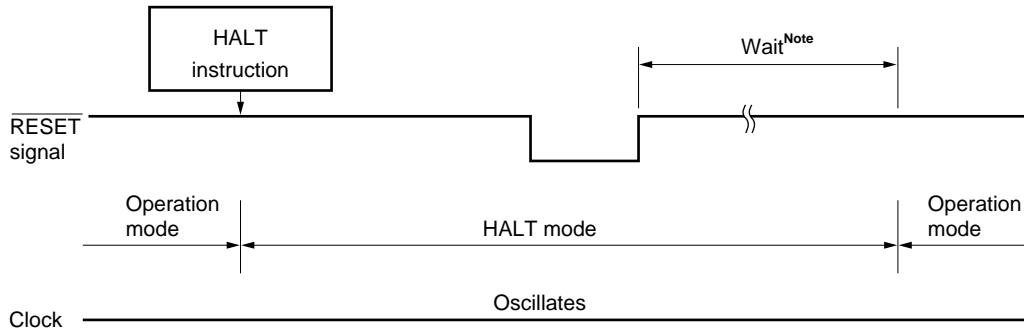 HALT
instruction
Wait Note
RESET
signal
Operation
mode
HALT mode
Operation
mode
Oscillates
Clock